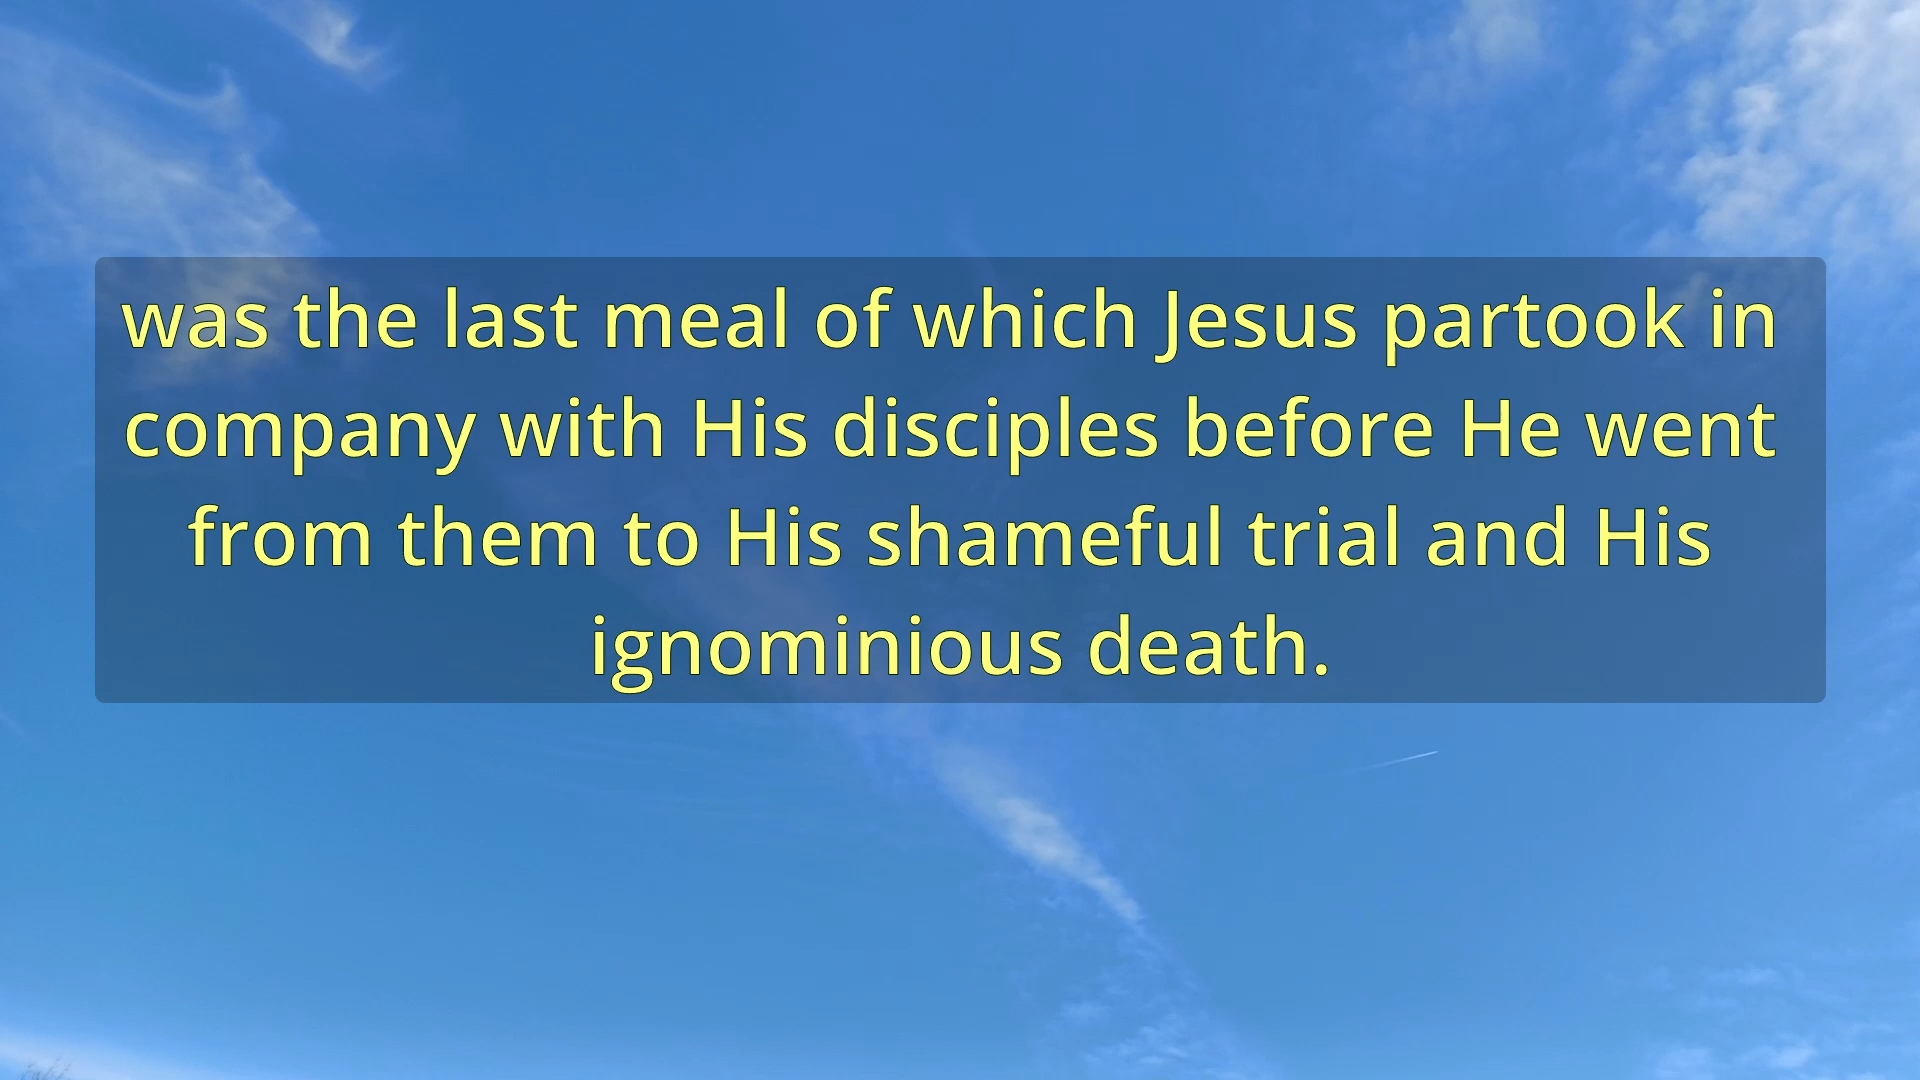 was the last meal of which Jesus partook in
company with His disciples before He went
from them to His shameful trial and His
ignominious death.